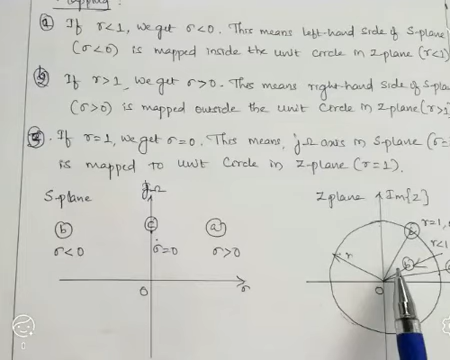 Mapping:
(a) If r<1, we get σ<0. This means left-hand side of S-plane
(σ<0) is mapped inside the unit circle in Z-plane (r<1)
(b) If r>1, we get σ>0. This means right-hand side of S-pla
(σ>0) is mapped outside the unit circle in Z-plane (r>1
(c). If r=1, we get σ=0. This means, jΩ axis in S-plane (σ=
is mapped to unit circle in Z-plane (r=1).
S-plane jΩ
Z plane Im{z}
(b) (c) (a)
r=1,
σ<0 σ=0 σ>0
r r<1
(b)
0 σ
0